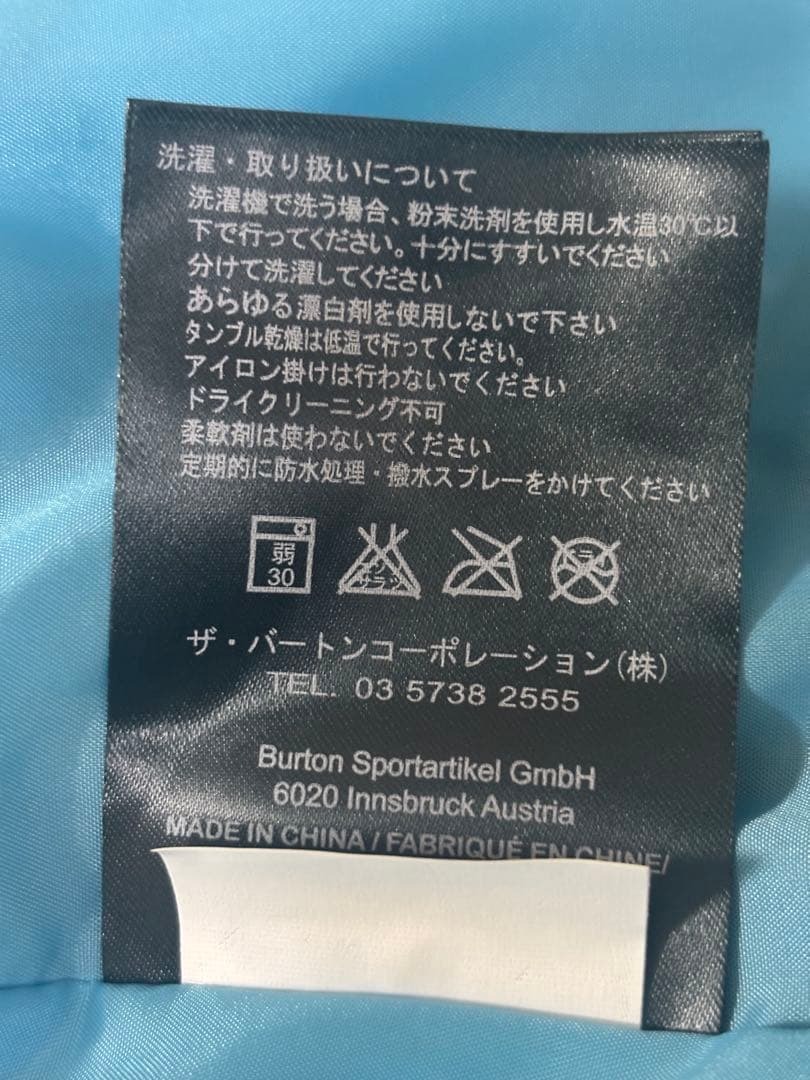 洗濯・取り扱いについて
洗濯機で洗う場合、粉末洗剤を使用し水温30℃以
下で行ってください。十分にすすいでください
分けて洗濯してください
あらゆる漂白剤を使用しないで下さい
タンブル乾燥は低温で行ってください。
アイロン掛けは行わないでください
ドライクリーニング不可
柔軟剤は使わないでください
定期的に防水処理・撥水スプレーをかけてください
弱
30
サラシ
ドライ
ザ・バートンコーポレーション(株)
TEL. 03 5738 2555
Burton Sportartikel GmbH
6020 Innsbruck Austria
MADE IN CHINA / FABRIQUÉ EN CHINE/